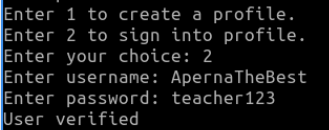 Enter 1 to create a profile.
Enter 2 to sign into profile.
Enter your choice: 2
Enter username: ApernaTheBest
Enter password: teacher123
User verified